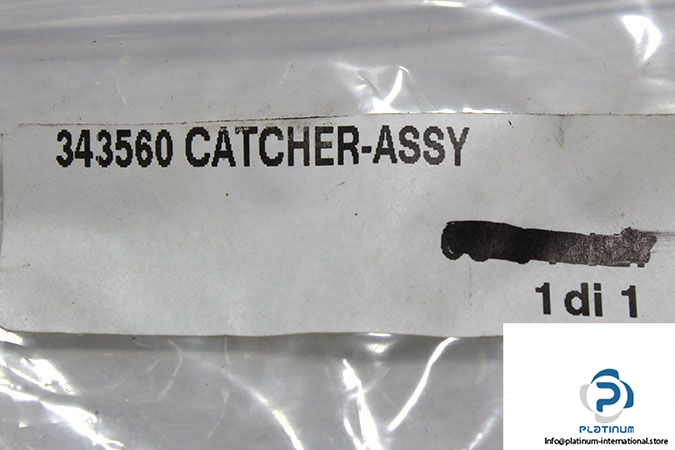 343560 CATCHER-ASSY
1 di 1
PLATINUM
Info@platinum-international.store